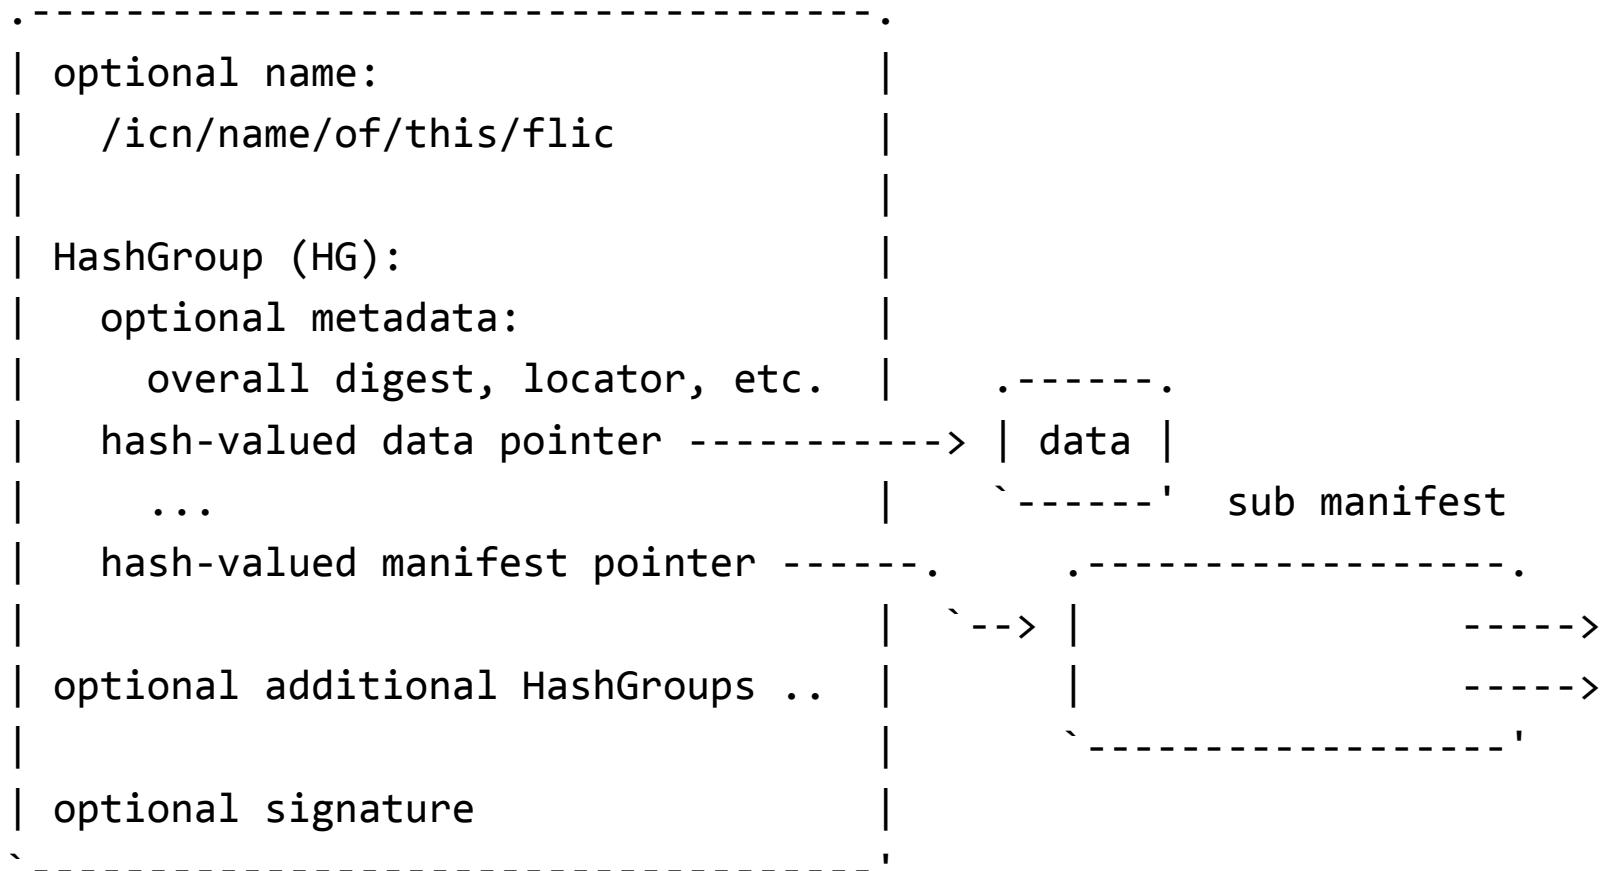 .------------------------------------.
| optional name:                     |
|   /icn/name/of/this/flic           |
|                                    |
| HashGroup (HG):                    |
|   optional metadata:               |
|     overall digest, locator, etc.  |    .------.
|   hash-valued data pointer -----------> | data |
|     ...                            |    `------'  sub manifest
|   hash-valued manifest pointer ------.     .------------------.
|                                    |  `--> |                ----->
| optional additional HashGroups ..  |       |                ----->
|                                    |       `------------------'
| optional signature                 |
`------------------------------------'